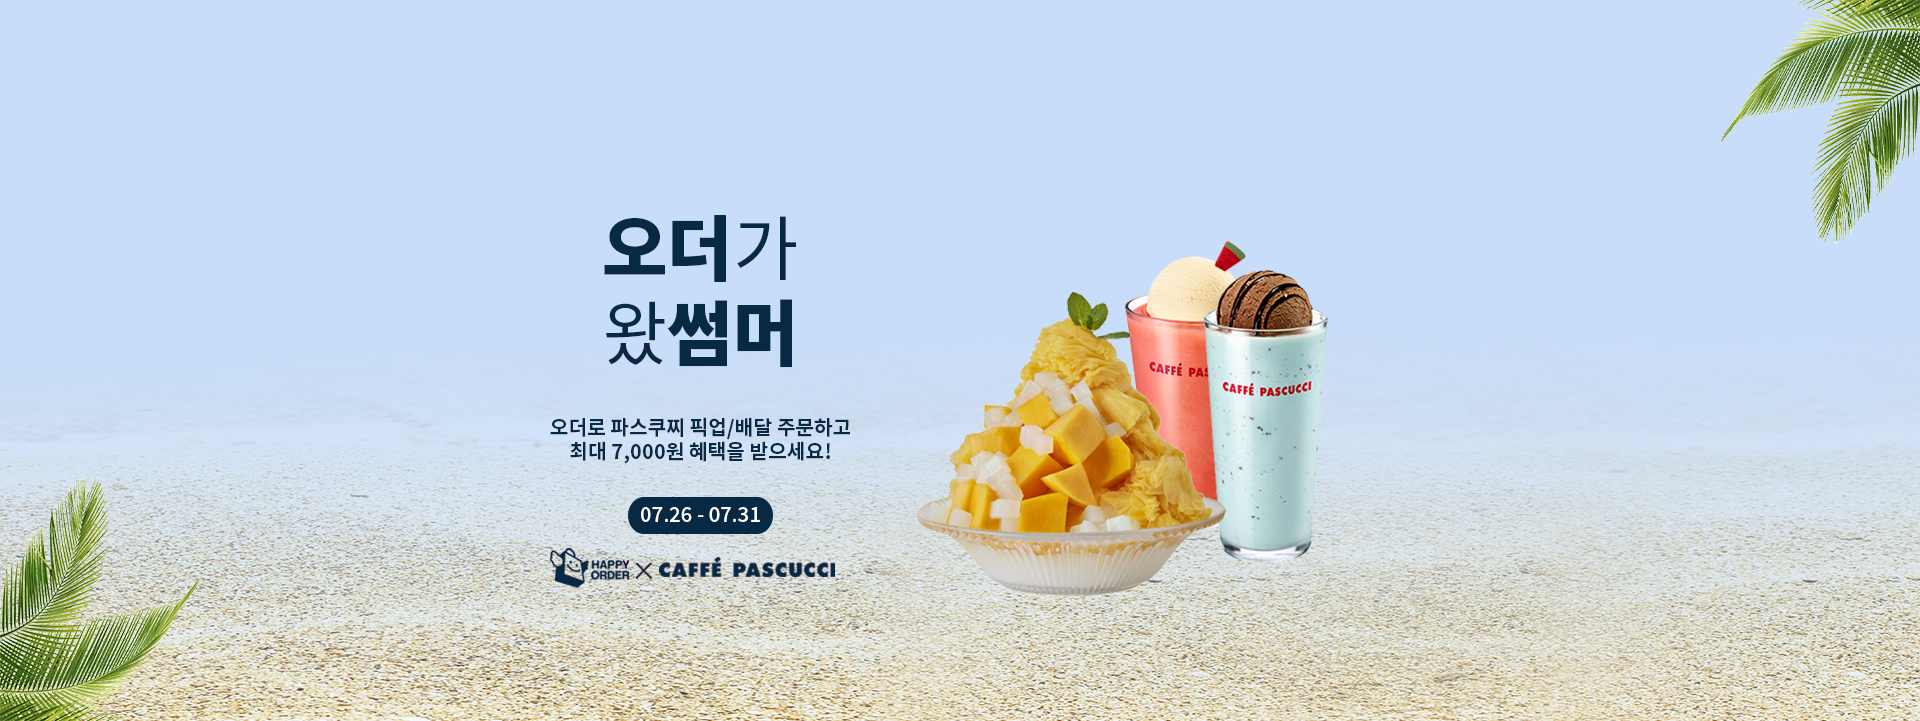 오더가
왔썸머
오더로 파스쿠찌 픽업/배달 주문하고
최대 7,000원 혜택을 받으세요!
07.26 - 07.31
HAPPY
ORDER
X CAFFÉ PASCUCCI
CAFFÉ PAS
CAFFÉ PASCUCCI